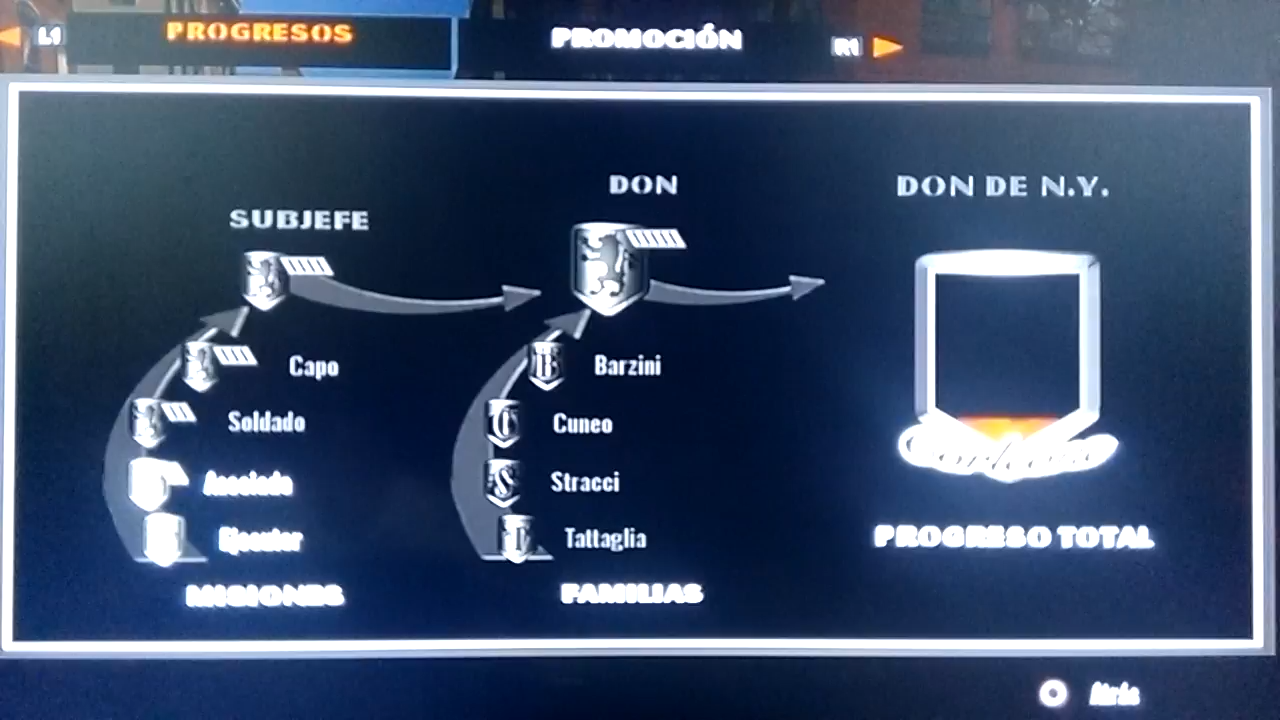 L1 PROGRESOS PROMOCIÓN R1
DON
DON DE N.Y.
SUBJEFE
Capo
Soldado
Asociado
Ejecutor
MISIONES
Barzini
Cuneo
Stracci
Tattaglia
FAMILIAS
Corleone
PROGRESO TOTAL
Atrás